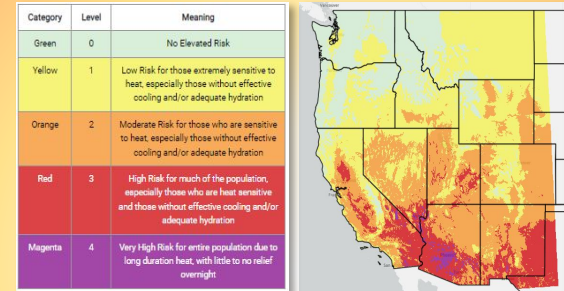 Category Level Meaning
Green 0 No Elevated Risk
Yellow 1 Low Risk for those extremely sensitive to
heat, especially those without effective
cooling and/or adequate hydration
Orange 2 Moderate Risk for those who are sensitive
to heat, especially those without effective
cooling and/or adequate hydration
Red 3 High Risk for much of the population,
especially those who are heat sensitive
and those without effective cooling and/or
adequate hydration
Magenta 4 Very High Risk for entire population due to
long duration heat, with little to no relief
overnight
Vancouver